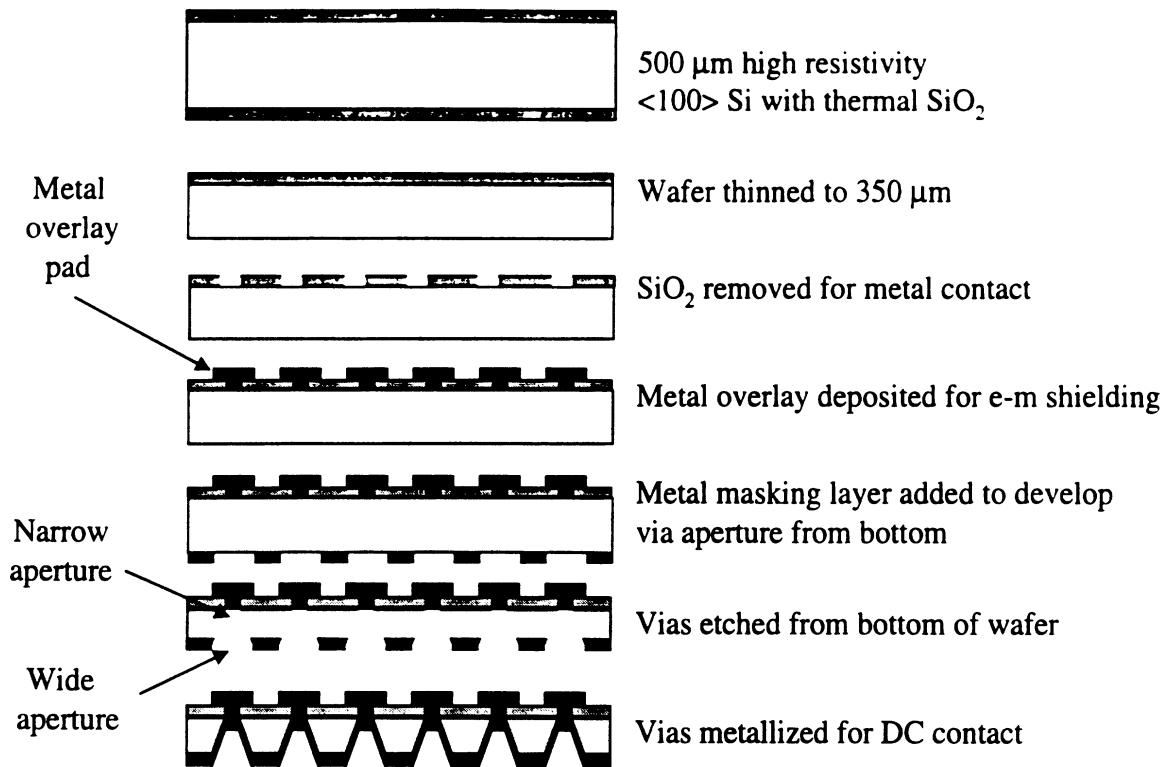 500 µm high resistivity
<100> Si with thermal SiO₂
Metal
overlay
pad
Wafer thinned to 350 µm
SiO₂ removed for metal contact
Metal overlay deposited for e-m shielding
Metal masking layer added to develop
via aperture from bottom
Narrow
aperture
Vias etched from bottom of wafer
Wide
aperture
Vias metallized for DC contact